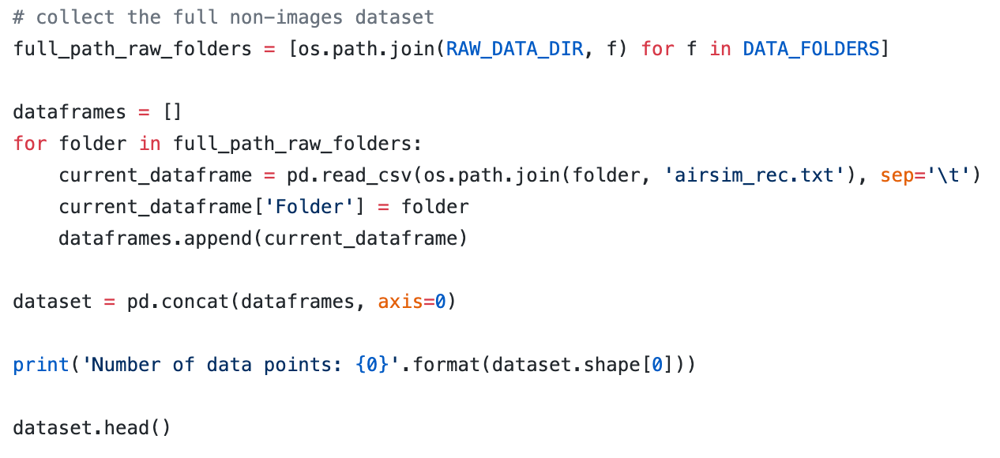 # collect the full non-images dataset
full_path_raw_folders = [os.path.join(RAW_DATA_DIR, f) for f in DATA_FOLDERS]

dataframes = []
for folder in full_path_raw_folders:
    current_dataframe = pd.read_csv(os.path.join(folder, 'airsim_rec.txt'), sep='\t')
    current_dataframe['Folder'] = folder
    dataframes.append(current_dataframe)

dataset = pd.concat(dataframes, axis=0)

print('Number of data points: {0}'.format(dataset.shape[0]))

dataset.head()